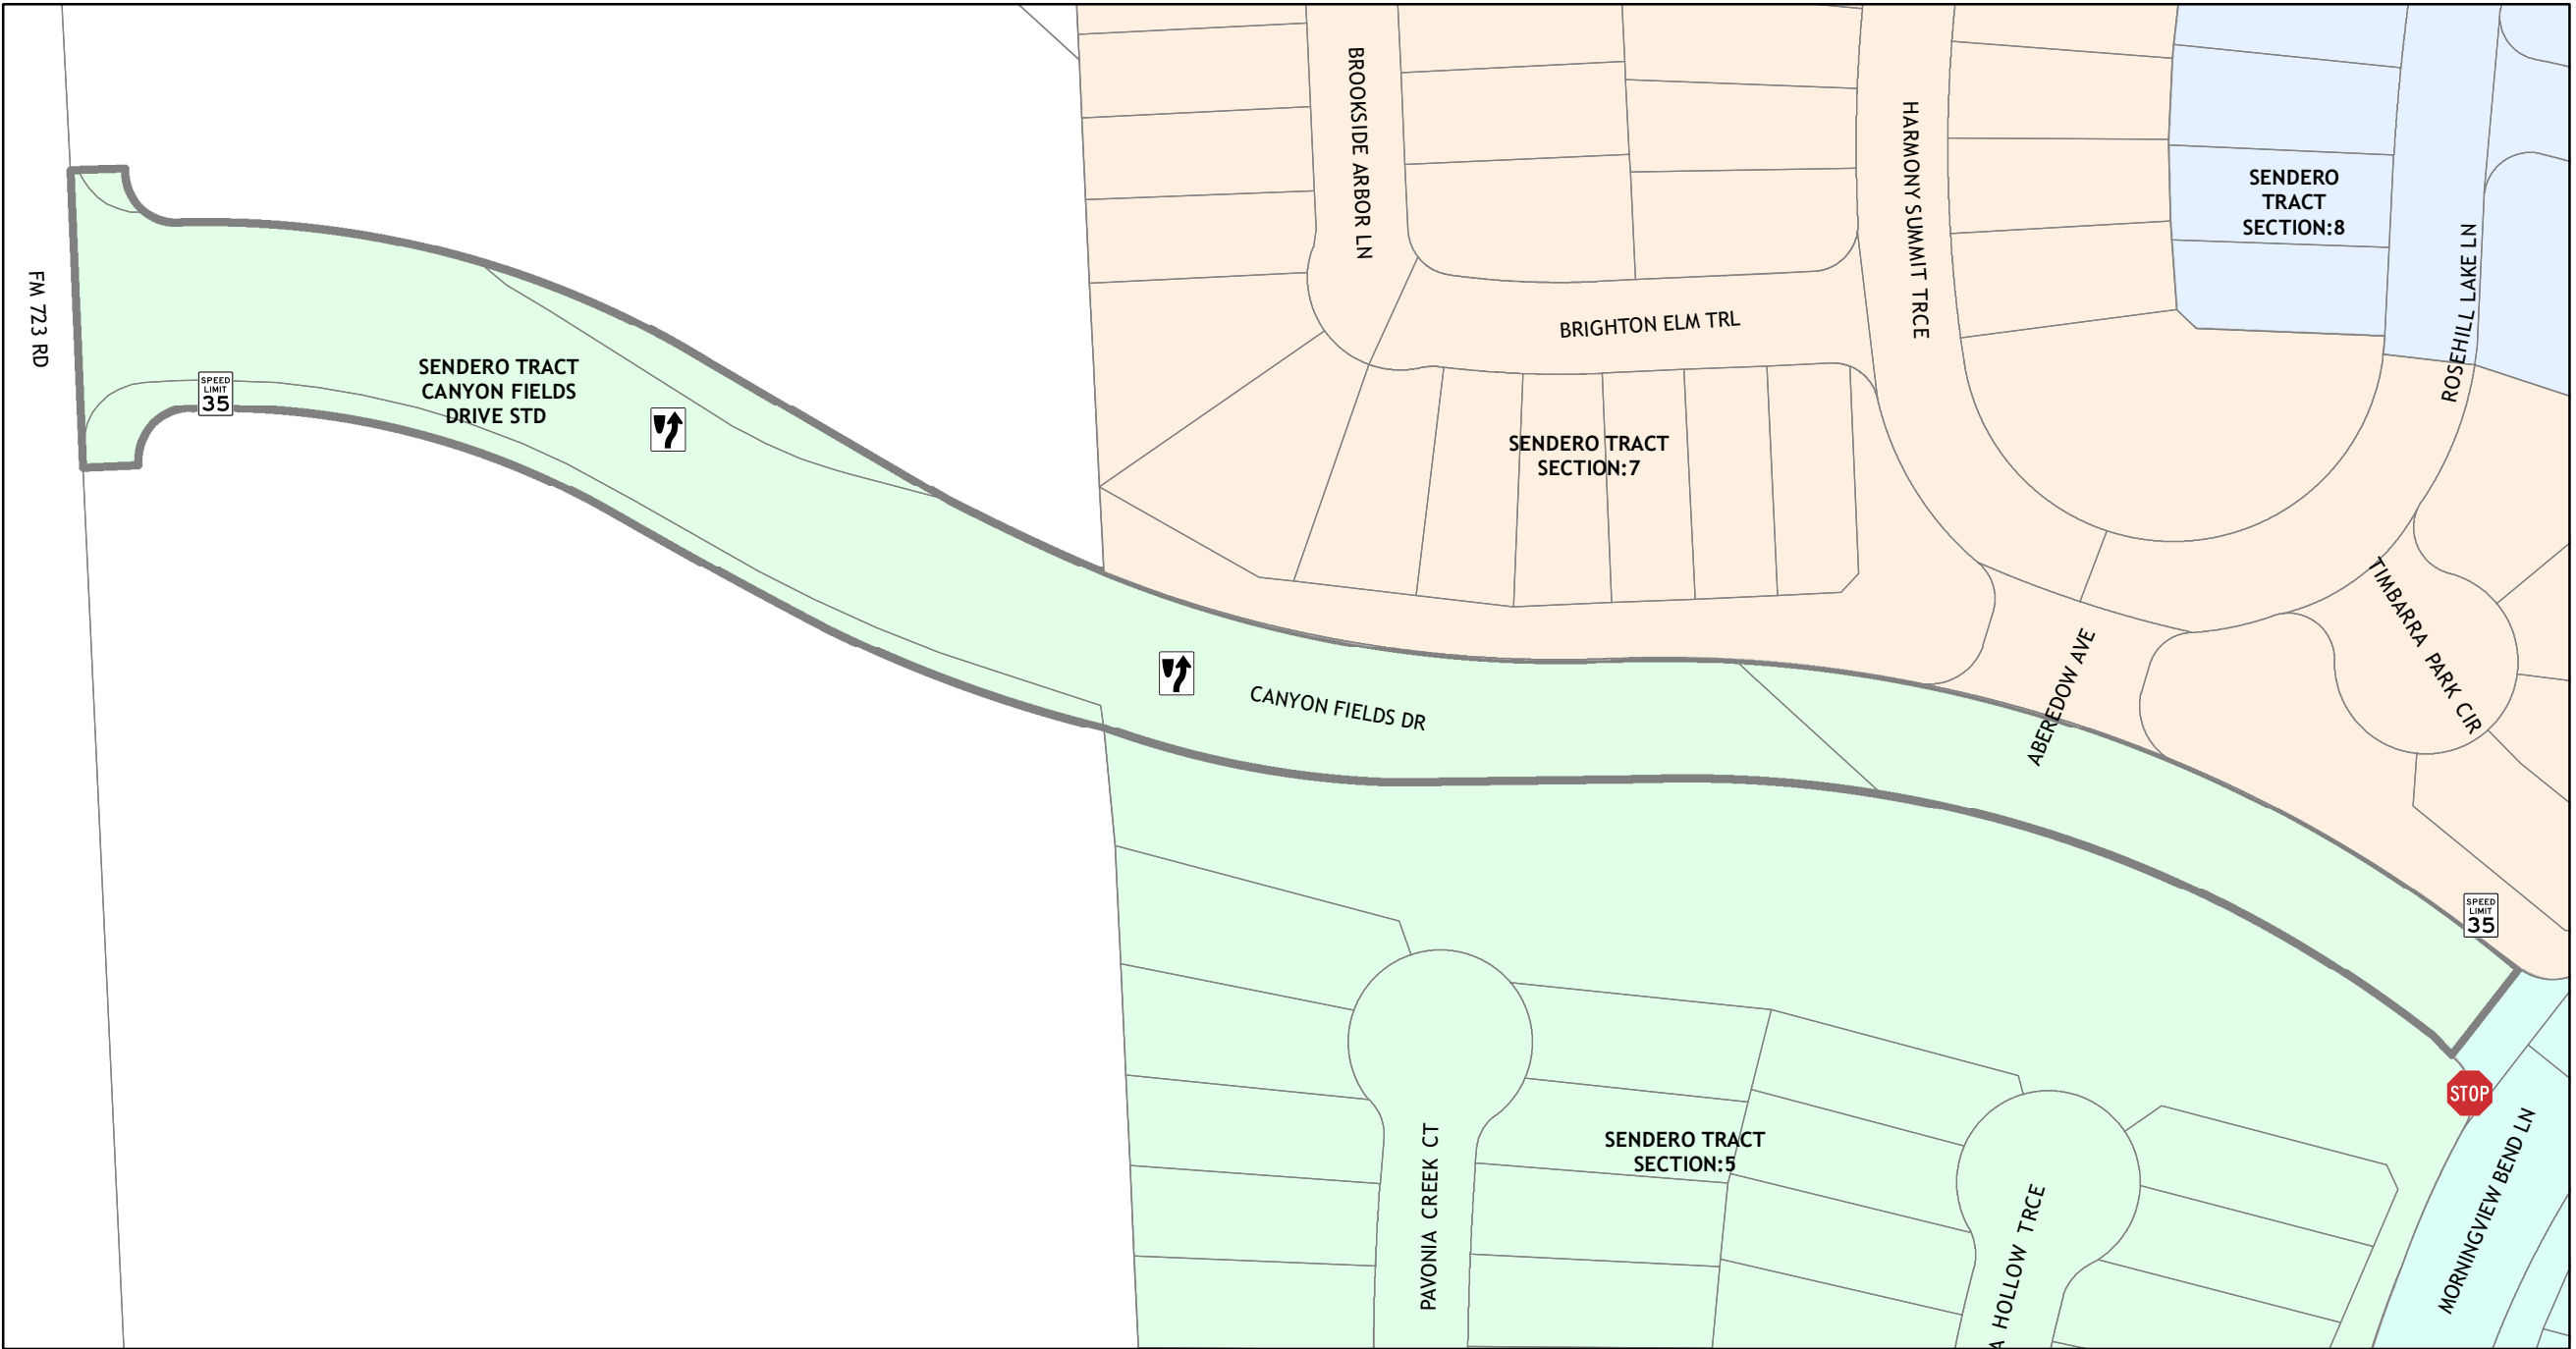 BROOKSIDE ARBOR LN
HARMONY SUMMIT TRCE
SENDERO
TRACT
SECTION:8
ROSEHILL LAKE LN
FM 723 RD
BRIGHTON ELM TRL
SENDERO TRACT
CANYON FIELDS
DRIVE STD
SPEED
LIMIT
35
SENDERO TRACT
SECTION:7
TIMBARRA PARK CIR
ABEREDOW AVE
CANYON FIELDS DR
SPEED
LIMIT
35
STOP
SENDERO TRACT
SECTION:5
PAVONIA CREEK CT
A HOLLOW TRCE
MORNINGVIEW BEND LN